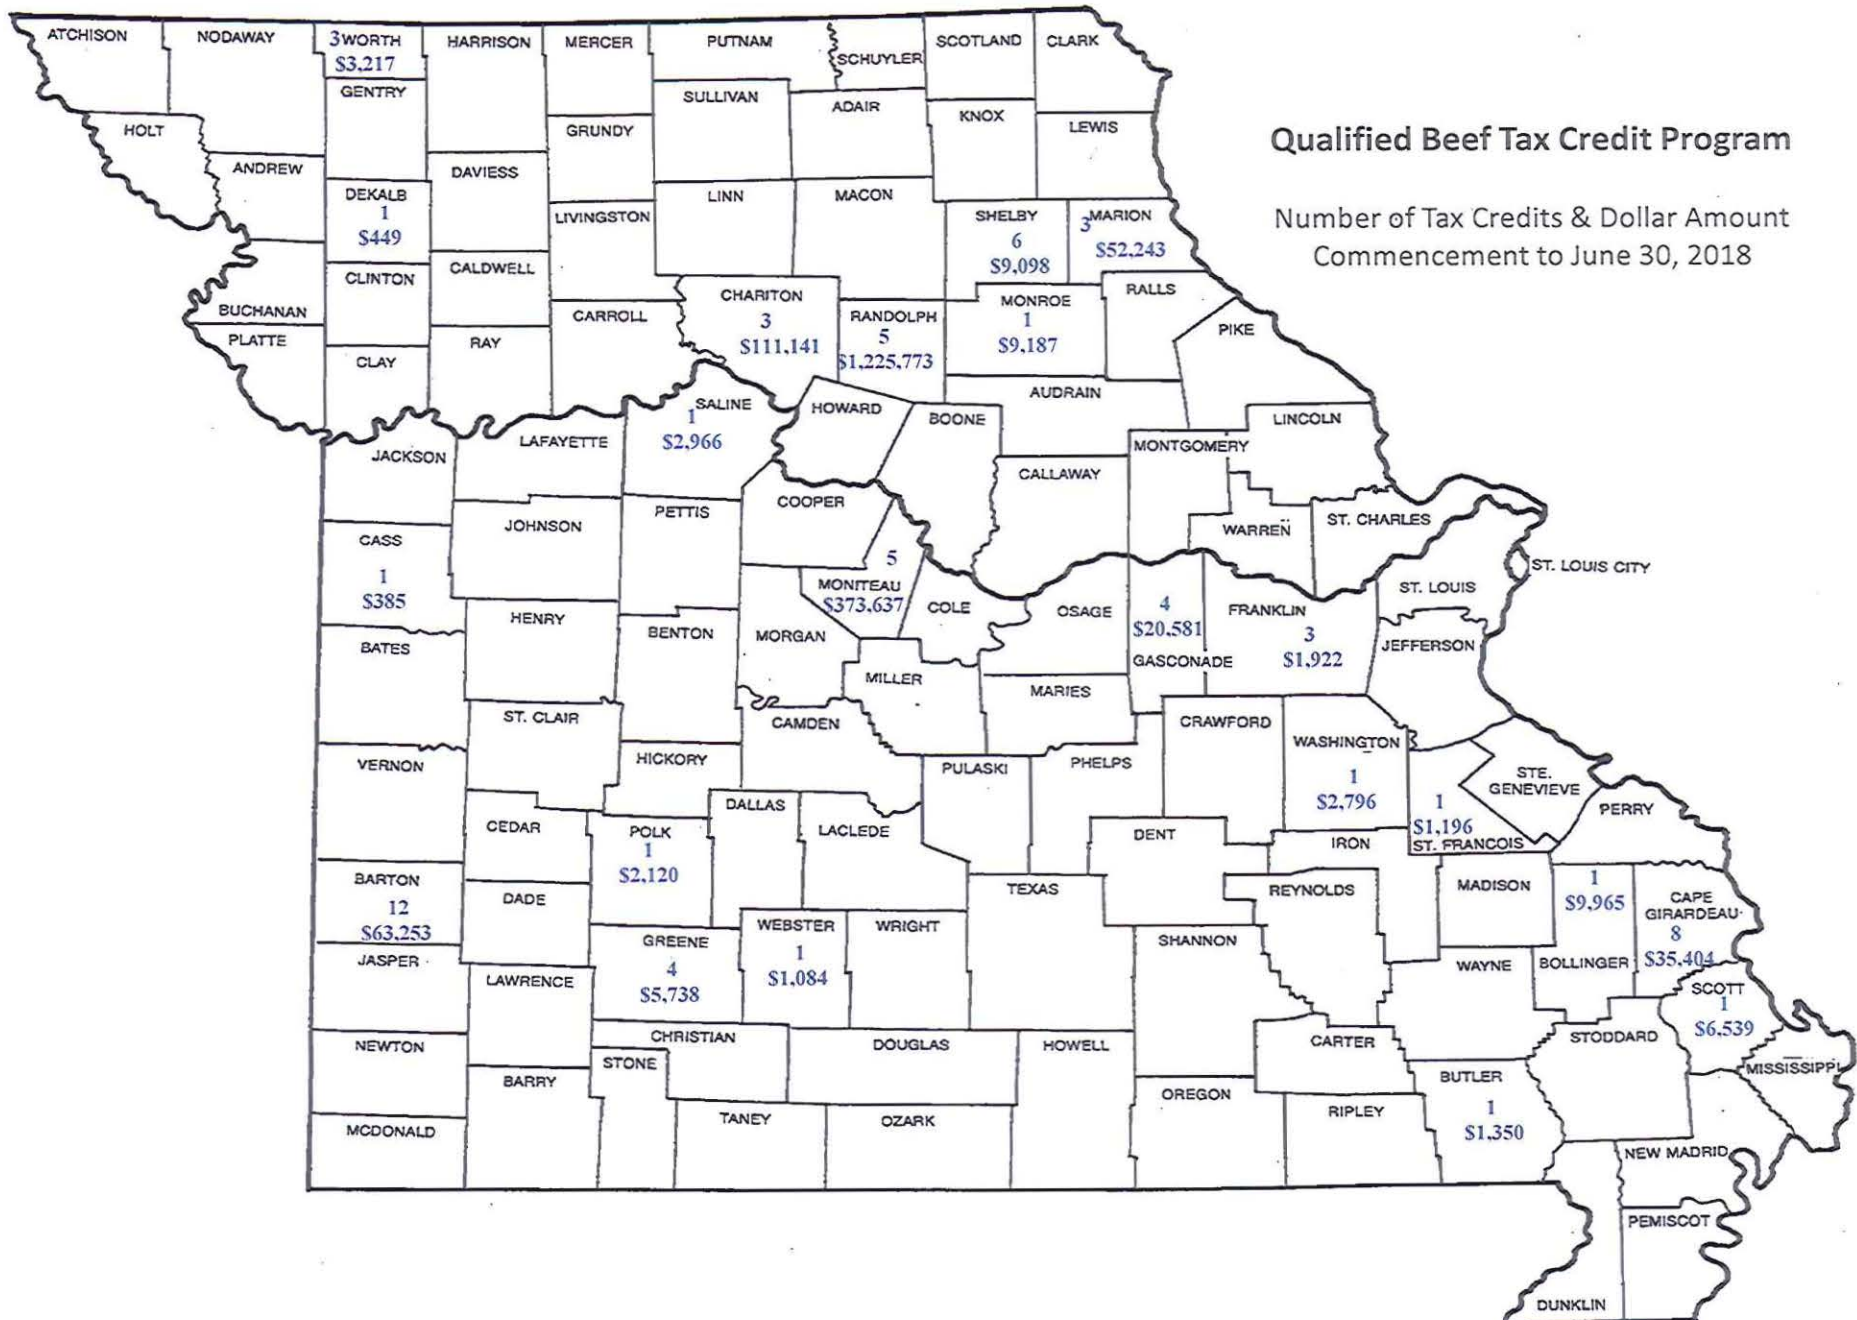 ATCHISON
NODAWAY
3 WORTH
$3,217
HARRISON
MERCER
PUTNAM
SCHUYLER
SCOTLAND
CLARK
GENTRY
SULLIVAN
ADAIR
KNOX
LEWIS
HOLT
GRUNDY
ANDREW
DAVIESS
Qualified Beef Tax Credit Program
Number of Tax Credits & Dollar Amount
Commencement to June 30, 2018
DEKALB
1
$449
LIVINGSTON
LINN
MACON
SHELBY
6
$9,098
MARION
3
$52,243
CLINTON
CALDWELL
BUCHANAN
CARROLL
CHARITON
3
$111,141
RANDOLPH
5
$1,225,773
MONROE
1
$9,187
RALLS
PIKE
PLATTE
CLAY
RAY
AUDRAIN
SALINE
1
$2,966
HOWARD
BOONE
LINCOLN
JACKSON
LAFAYETTE
MONTGOMERY
CALLAWAY
COOPER
PETTIS
JOHNSON
WARREN
ST. CHARLES
CASS
1
$385
5
MONITEAU
$373,637
COLE
OSAGE
4
$20,581
GASCONADE
FRANKLIN
3
$1,922
ST. LOUIS
ST. LOUIS CITY
JEFFERSON
HENRY
BENTON
MORGAN
BATES
MILLER
MARIES
ST. CLAIR
CAMDEN
CRAWFORD
WASHINGTON
1
$2,796
VERNON
HICKORY
PULASKI
PHELPS
STE.
GENEVIEVE
1
$1,196
ST. FRANCOIS
PERRY
CEDAR
POLK
1
$2,120
DALLAS
LACLEDE
DENT
IRON
BARTON
12
$63,253
DADE
TEXAS
REYNOLDS
MADISON
1
$9,965
BOLLINGER
CAPE
GIRARDEAU
8
$35,404
GREENE
4
$5,738
WEBSTER
1
$1,084
WRIGHT
SHANNON
WAYNE
JASPER
LAWRENCE
SCOTT
1
$6,539
NEWTON
CHRISTIAN
STONE
DOUGLAS
HOWELL
CARTER
STODDARD
MISSISSIPPI
BARRY
BUTLER
1
$1,350
OREGON
RIPLEY
MCDONALD
TANEY
OZARK
NEW MADRID
PEMISCOT
DUNKLIN